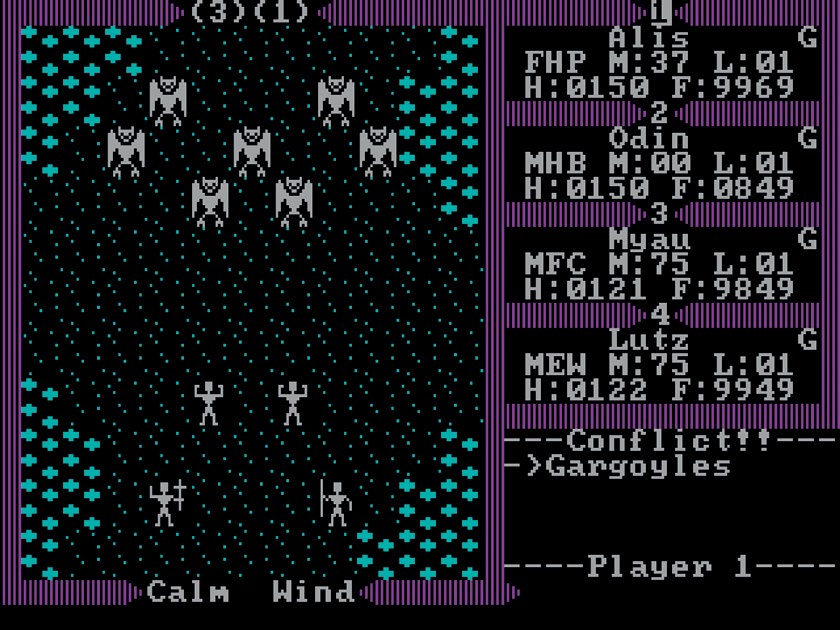 (3)(1)
1
Alis G
FHP M:37 L:01
H:0150 F:9969
2
Odin G
MHB M:00 L:01
H:0150 F:0849
3
Myau G
MFC M:75 L:01
H:0121 F:9849
4
Lutz G
MEW M:75 L:01
H:0122 F:9949
---Conflict!!---
->Gargoyles
----Player 1----
Calm Wind